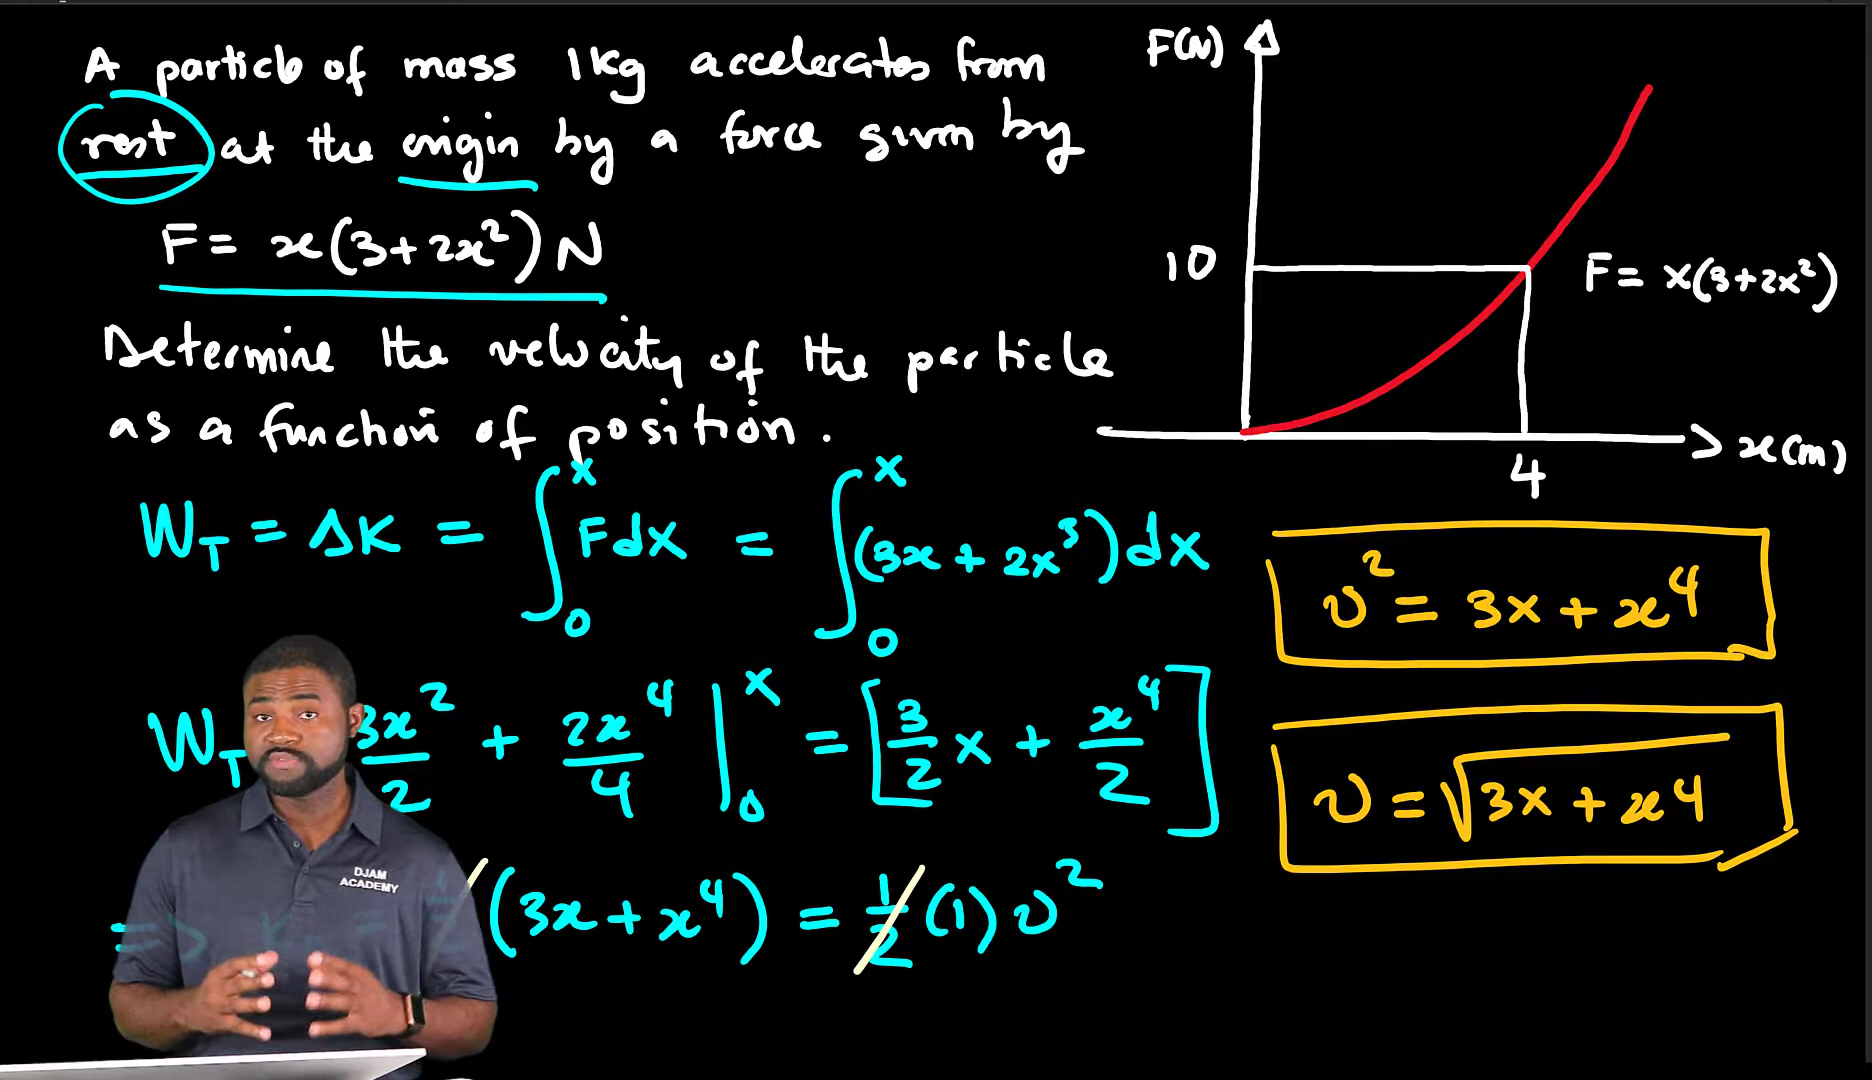 A particle of mass 1kg accelerates from
rest at the origin by a force given by
F = x(3+2x²) N
Determine the velocity of the particle
as a function of position.
F(N)
10
F = x(3+2x²)
4
x(m)
W_T = ΔK = ∫₀ˣ F dx = ∫₀ˣ (3x + 2x³) dx
W_T 3x²/2 + 2x⁴/4 |₀ˣ = [3/2 x + x⁴/2]
=> (3x + x⁴) = 1/2 (1) v²
v² = 3x + x⁴
v = √(3x + x⁴)
DJAM
ACADEMY